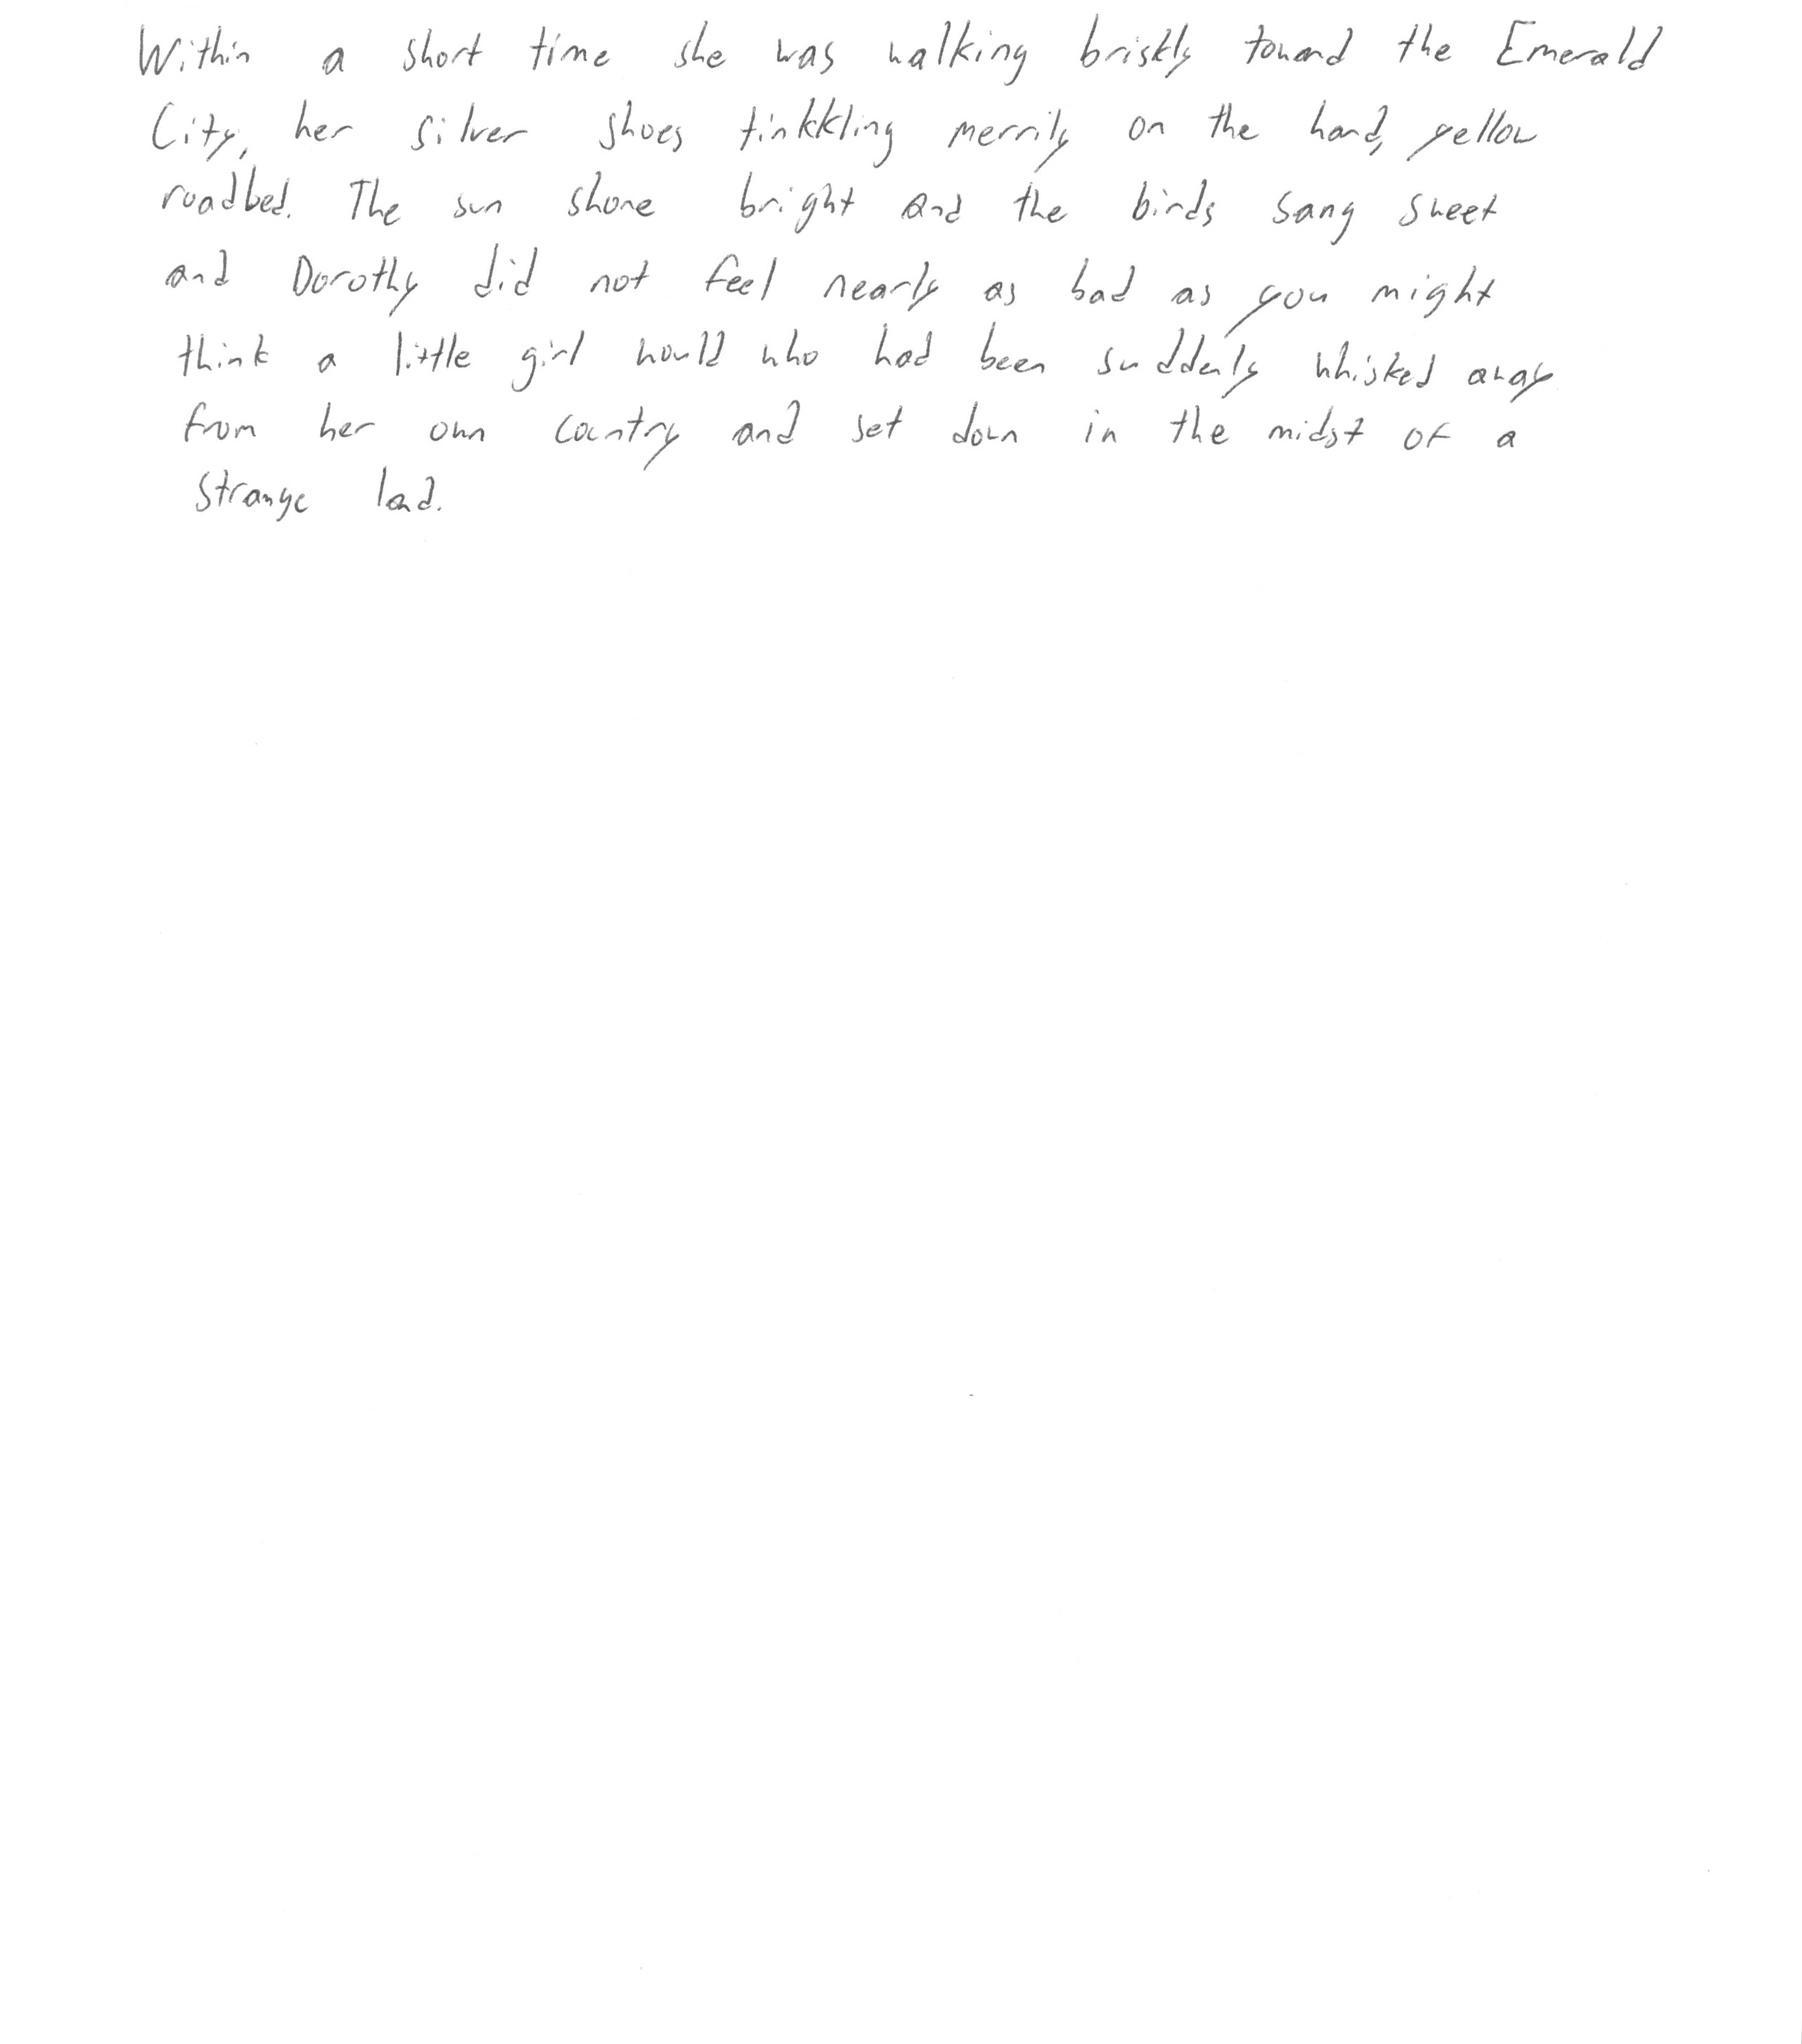 Within a short time she was walking briskly toward the Emerald
City, her silver shoes tinkkling merrily on the hard, yellow
roadbed. The sun shone bright and the birds sang sweet
and Dorothy did not feel nearly as bad as you might
think a little girl would who had been suddenly whisked away
from her own country and set down in the midst of a
strange land.